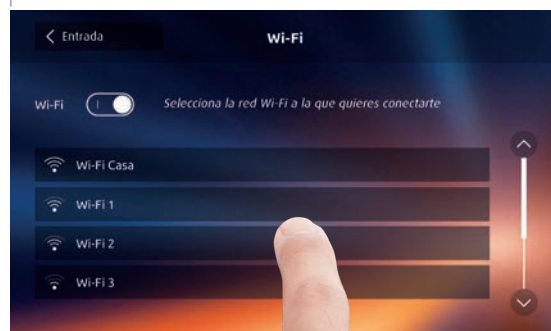 Entrada
Wi-Fi
Wi-Fi
Selecciona la red Wi-Fi a la que quieres conectarte
Wi-Fi Casa
Wi-Fi 1
Wi-Fi 2
Wi-Fi 3